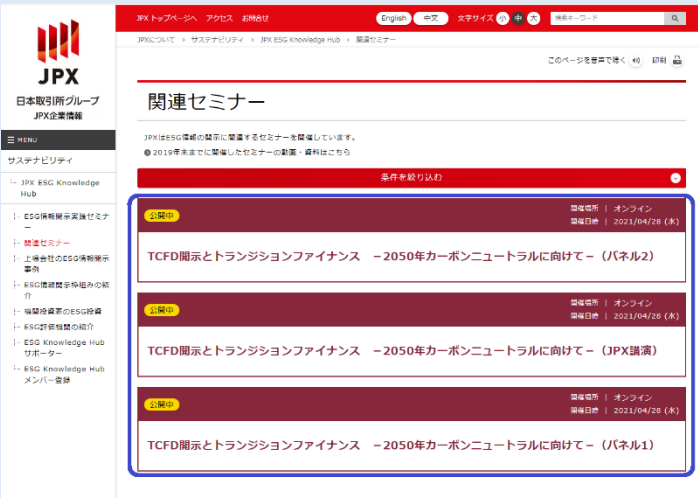 JPX トップページへ アクセス お問合せ English 中文 文字サイズ 小 中 大 検索キーワード
JPXについて › サステナビリティ › JPX ESG Knowledge Hub › 関連セミナー
JPX
日本取引所グループ
JPX企業情報
MENU
サステナビリティ
JPX ESG Knowledge
Hub
ESG情報開示実践セミナ
ー
関連セミナー
上場会社のESG情報開示
事例
ESG情報開示枠組みの紹
介
機関投資家のESG投資
ESG評価機関の紹介
ESG Knowledge Hub
サポーター
ESG Knowledge Hub
メンバー登録
このページを音声で聴く 印刷
関連セミナー
JPXはESG情報の開示に関連するセミナーを開催しています。
2019年末までに開催したセミナーの動画・資料はこちら
条件を絞り込む
公開中
開催場所 | オンライン
開催日時 | 2021/04/28 (水)
TCFD開示とトランジションファイナンス －2050年カーボンニュートラルに向けて－（パネル2）
公開中
開催場所 | オンライン
開催日時 | 2021/04/28 (水)
TCFD開示とトランジションファイナンス －2050年カーボンニュートラルに向けて－（JPX講演）
公開中
開催場所 | オンライン
開催日時 | 2021/04/28 (水)
TCFD開示とトランジションファイナンス －2050年カーボンニュートラルに向けて－（パネル1）